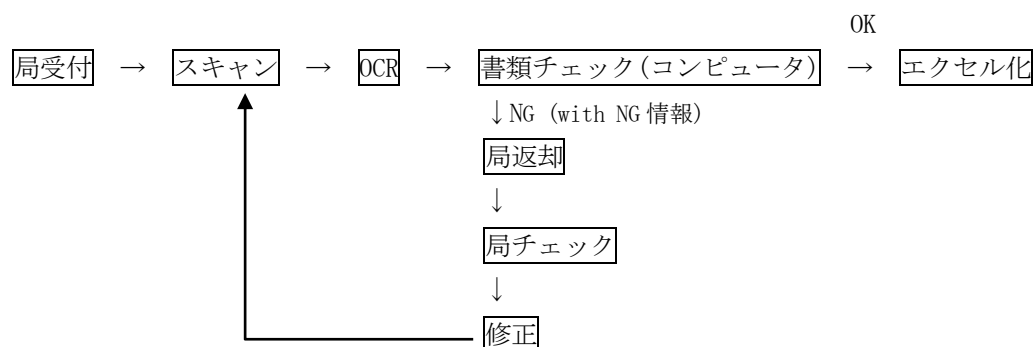 OK
局受付 → スキャン → OCR → 書類チェック(コンピュータ) → エクセル化
↓NG (with NG 情報)
局返却
↓
局チェック
↓
修正